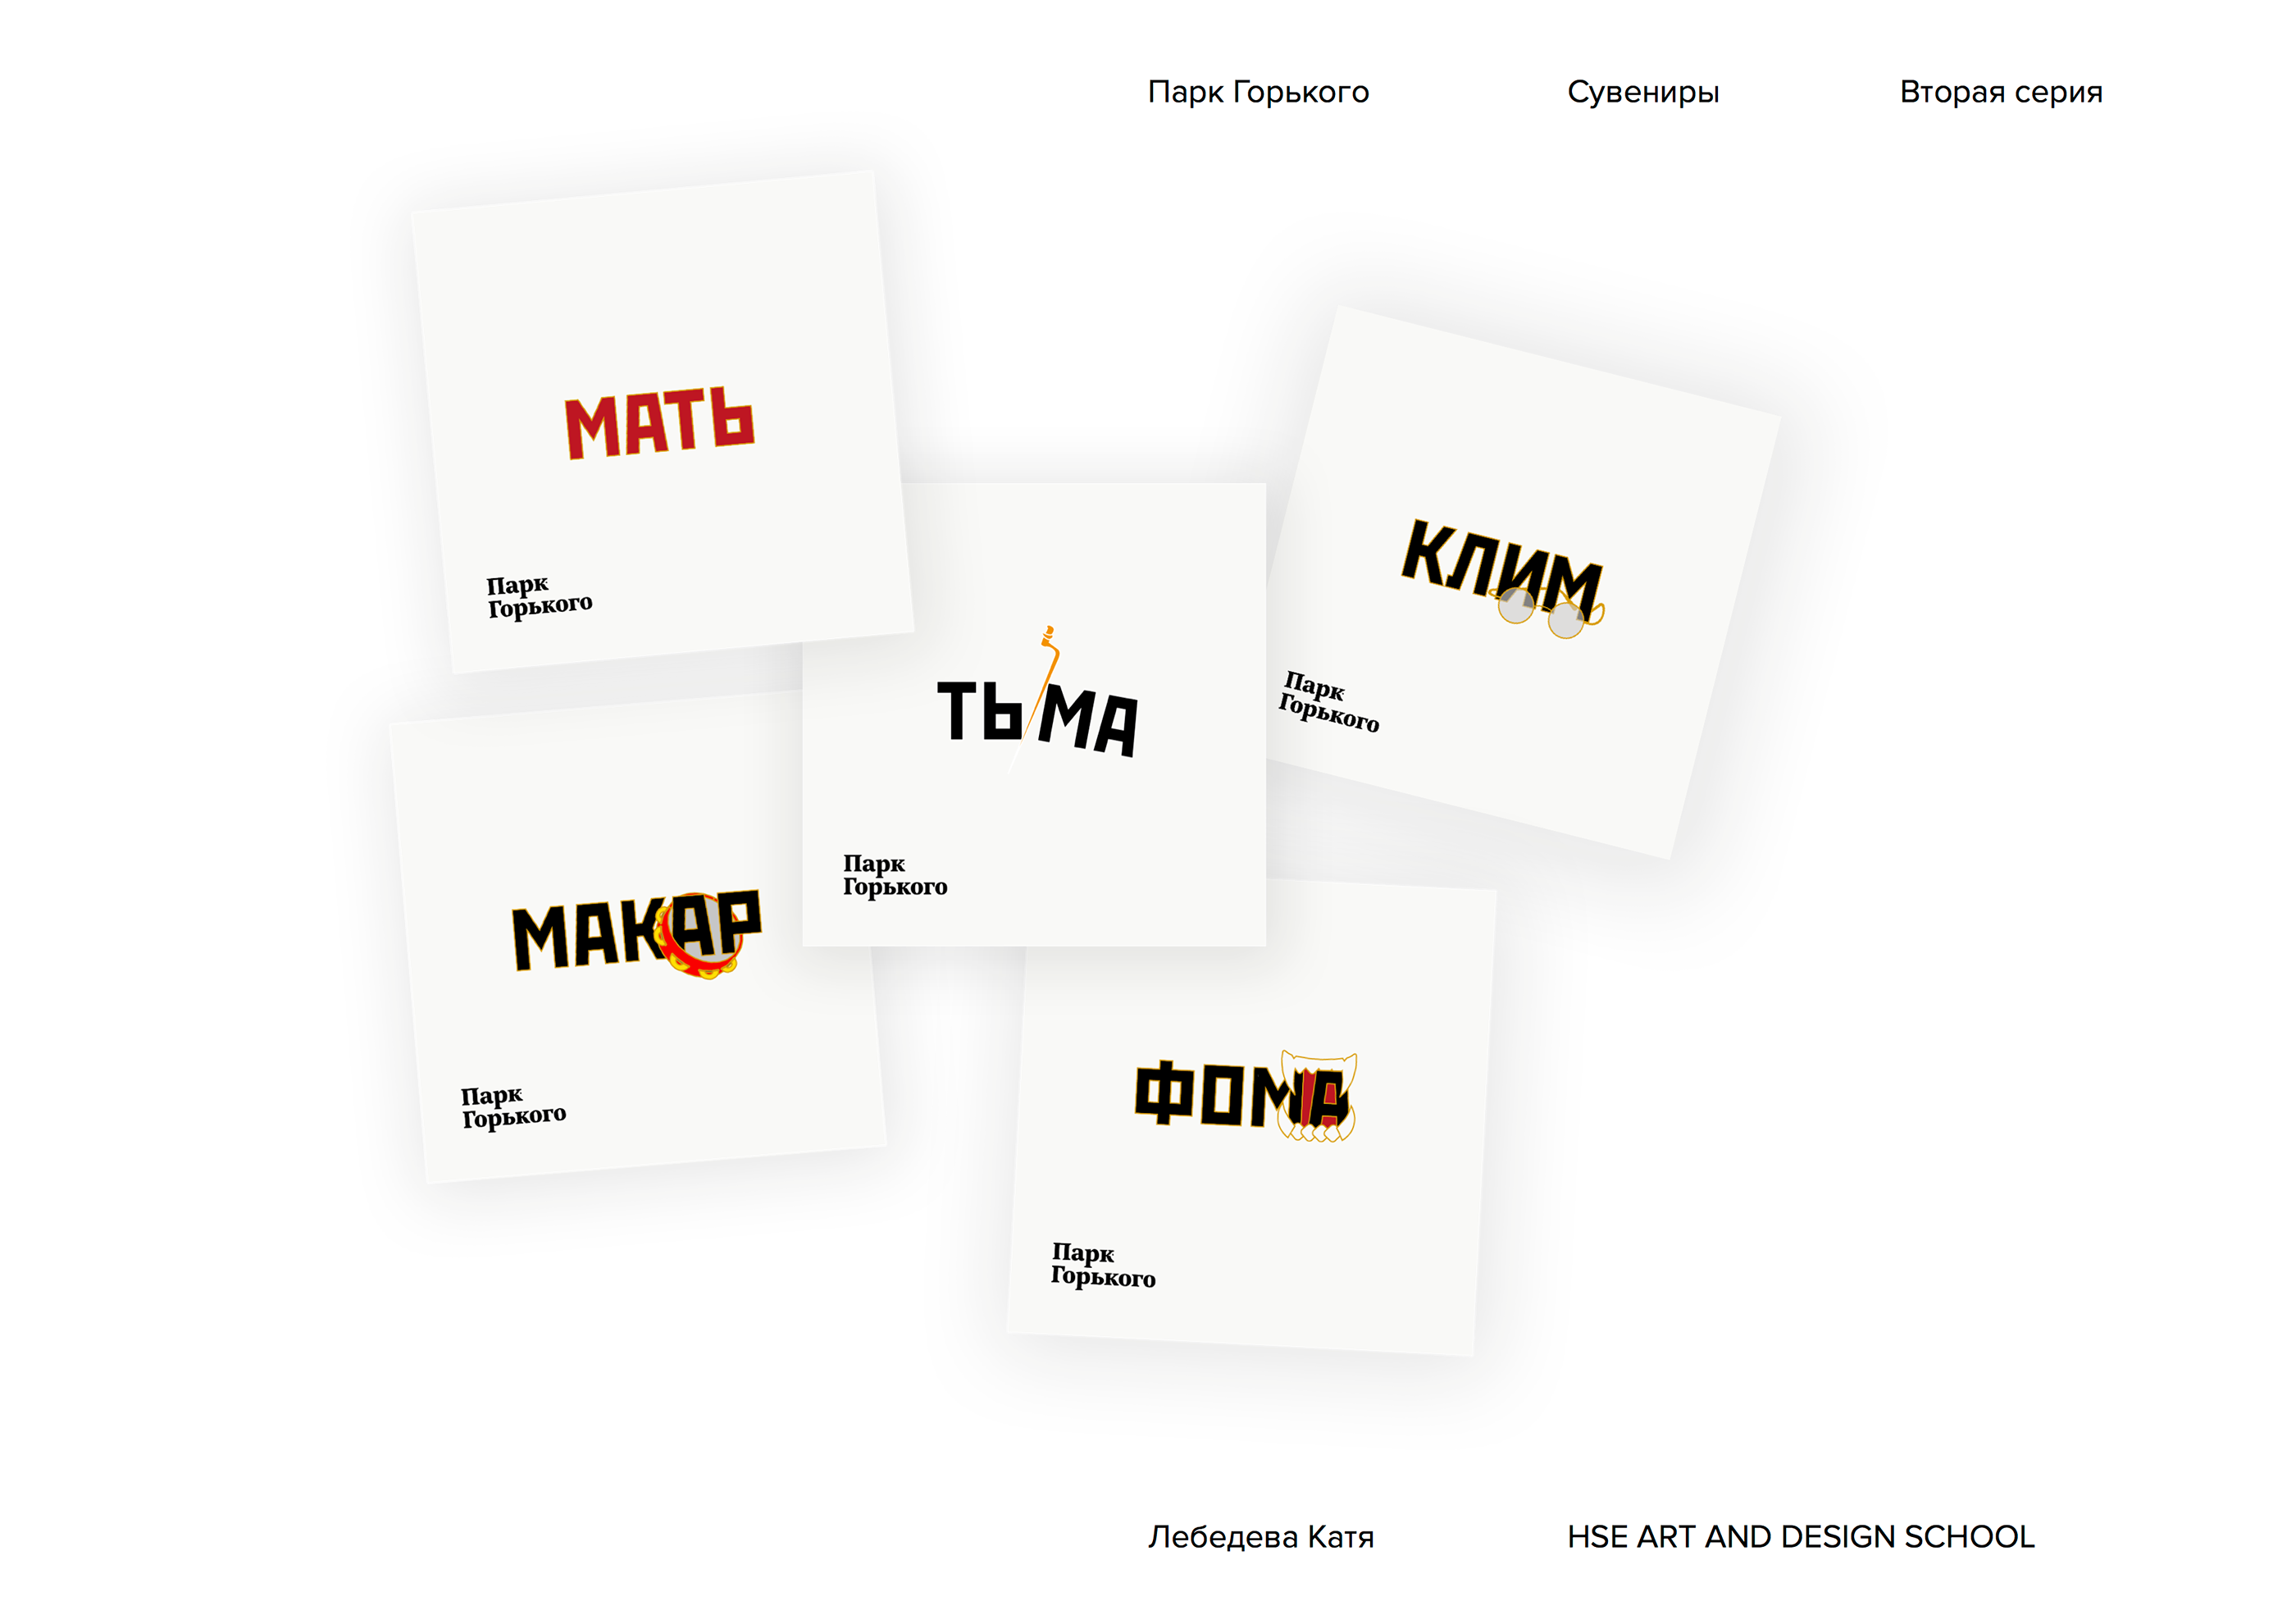 Парк Горького
Сувениры
Вторая серия
МАТЬ
Парк
Горького
КЛИМ
Парк
Горького
ТЬМА
Парк
Горького
МАКАР
Парк
Горького
ФОМА
Парк
Горького
Лебедева Катя
HSE ART AND DESIGN SCHOOL